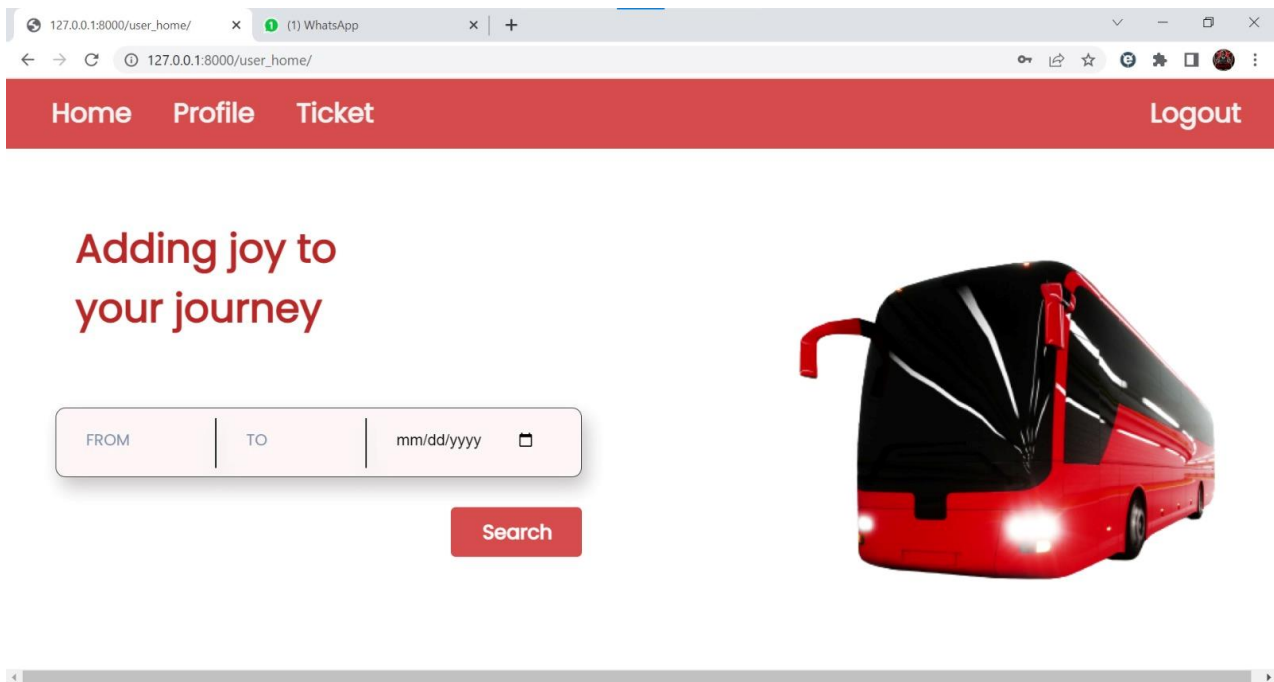 127.0.0.1:8000/user_home/
(1) WhatsApp
127.0.0.1:8000/user_home/
Home Profile Ticket Logout
Adding joy to
your journey
FROM TO mm/dd/yyyy
Search